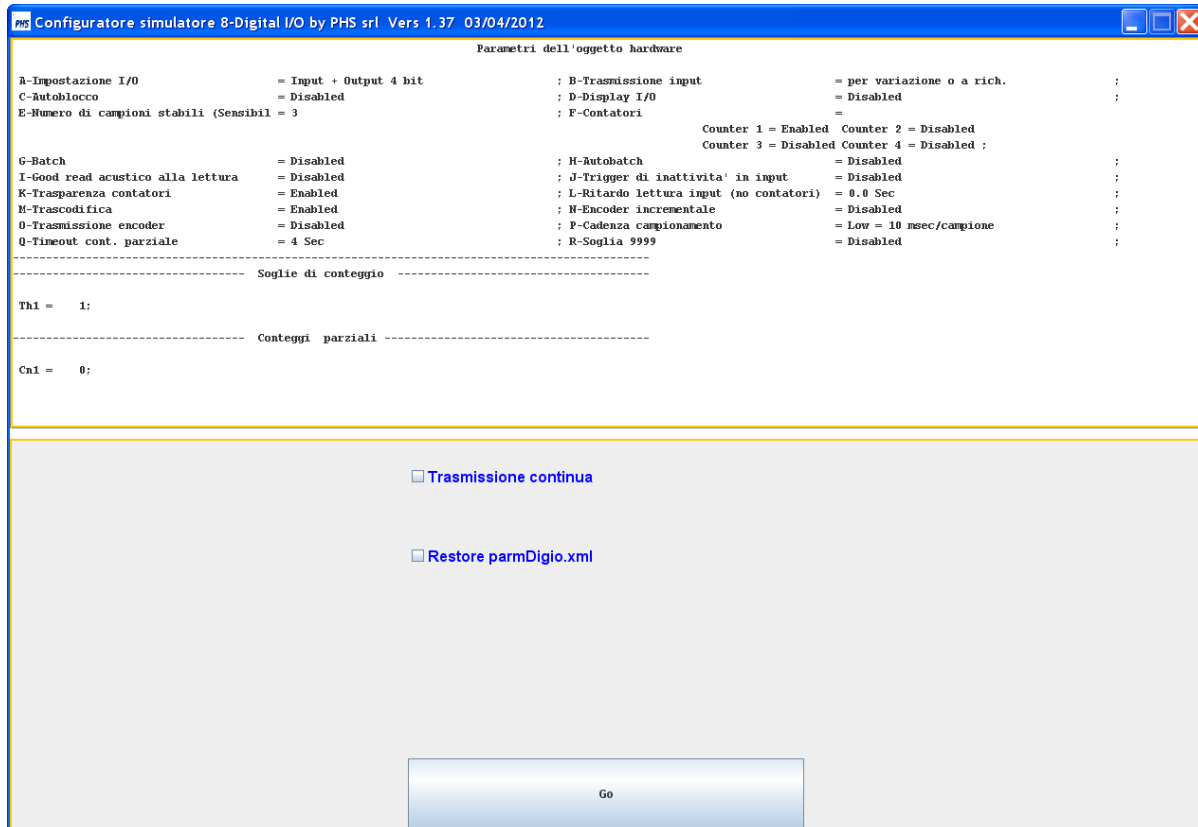 PHS Configuratore simulatore 8-Digital I/O by PHS srl Vers 1.37 03/04/2012
Parametri dell'oggetto hardware
A-Impostazione I/O = Input + Output 4 bit ; B-Trasmissione input = per variazione o a rich. ;
C-Autoblocco = Disabled ; D-Display I/O = Disabled ;
E-Numero di campioni stabili (Sensibil = 3 ; F-Contatori =
Counter 1 = Enabled Counter 2 = Disabled
Counter 3 = Disabled Counter 4 = Disabled ;
G-Batch = Disabled ; H-Autobatch = Disabled ;
I-Good read acustico alla lettura = Disabled ; J-Trigger di inattivita' in input = Disabled ;
K-Trasparenza contatori = Enabled ; L-Ritardo lettura input (no contatori) = 0.0 Sec ;
M-Trascodifica = Enabled ; N-Encoder incrementale = Disabled ;
O-Trasmissione encoder = Disabled ; P-Cadenza campionamento = Low = 10 msec/campione ;
Q-Timeout cont. parziale = 4 Sec ; R-Soglia 9999 = Disabled ;
--------------------------------------------------------------------------------
----------------------------------- Soglie di conteggio --------------------------------------
Th1 = 1;
----------------------------------- Conteggi parziali ----------------------------------------
Cn1 = 0;
Trasmissione continua
Restore parmDigio.xml
Go